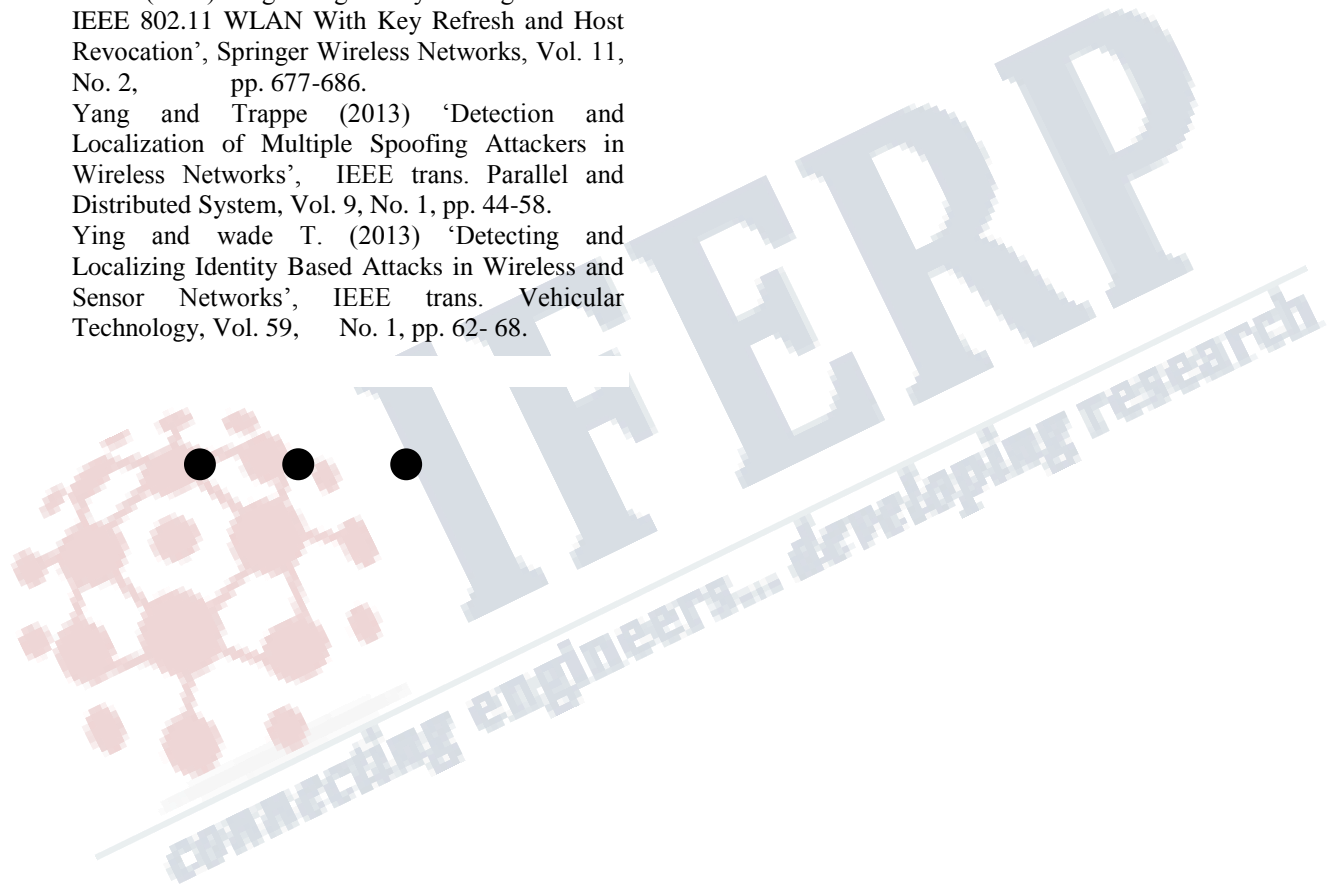 IEEE 802.11 WLAN With Key Refresh and Host
Revocation’, Springer Wireless Networks, Vol. 11,
No. 2, pp. 677-686.
Yang and Trappe (2013) ‘Detection and
Localization of Multiple Spoofing Attackers in
Wireless Networks’, IEEE trans. Parallel and
Distributed System, Vol. 9, No. 1, pp. 44-58.
Ying and wade T. (2013) ‘Detecting and
Localizing Identity Based Attacks in Wireless and
Sensor Networks’, IEEE trans. Vehicular
Technology, Vol. 59, No. 1, pp. 62- 68.
IFERP
connecting engineers... developing research